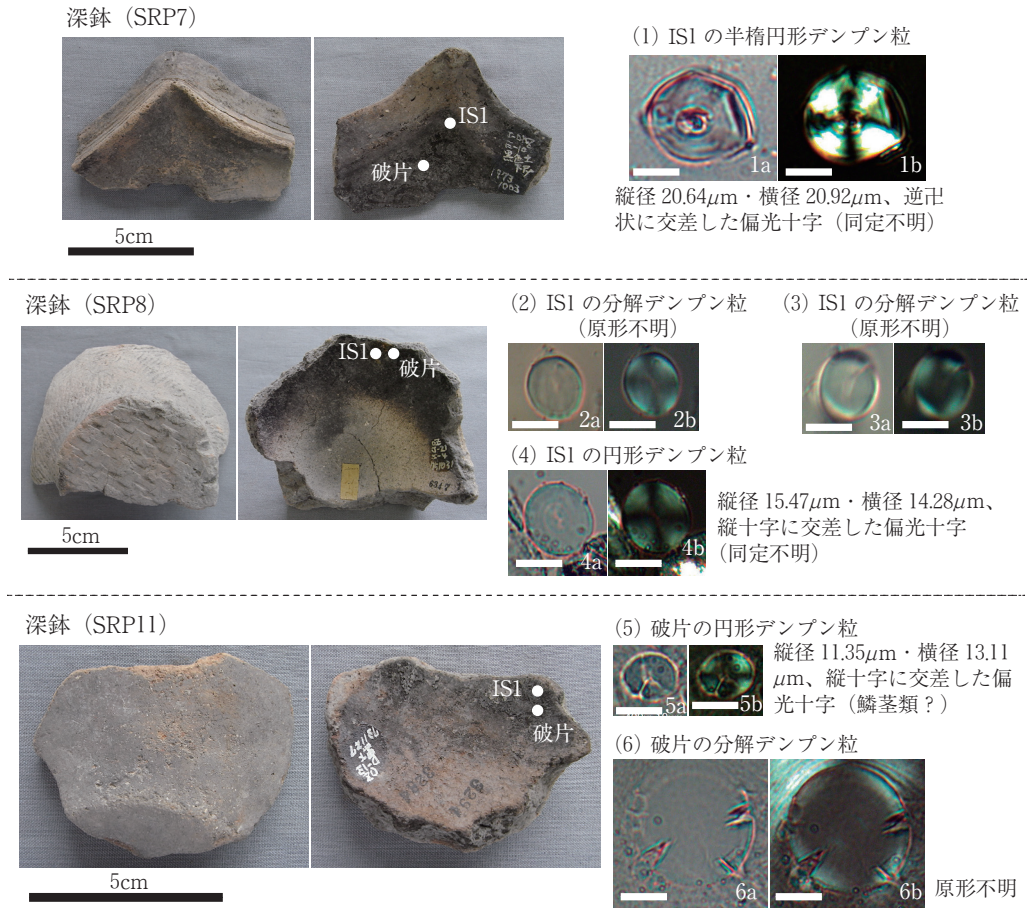 深鉢（SRP7）
IS1
破片
1973
1003
5cm
(1) IS1 の半楕円形デンプン粒
1a
1b
縦径 20.64μm・横径 20.92μm、逆卍
状に交差した偏光十字（同定不明）
深鉢（SRP8）
IS1
破片
5cm
(2) IS1 の分解デンプン粒
（原形不明）
2a
2b
(3) IS1 の分解デンプン粒
（原形不明）
3a
3b
(4) IS1 の円形デンプン粒
4a
4b
縦径 15.47μm・横径 14.28μm、
縦十字に交差した偏光十字
（同定不明）
深鉢（SRP11）
IS1
破片
5cm
(5) 破片の円形デンプン粒
5a
5b
縦径 11.35μm・横径 13.11
μm、縦十字に交差した偏
光十字（鱗茎類？）
(6) 破片の分解デンプン粒
6a
6b
原形不明